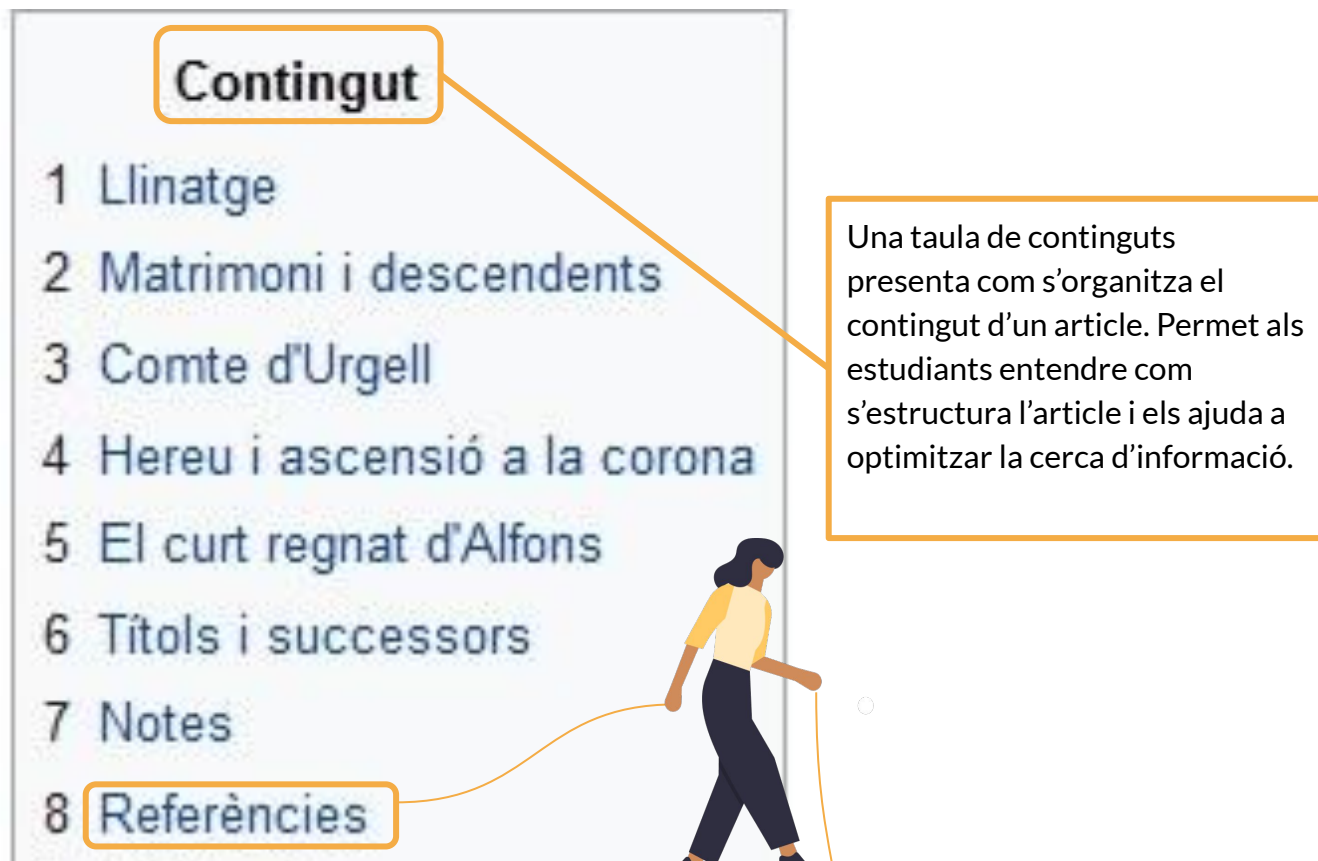 Contingut
1 Llinatge
2 Matrimoni i descendents
3 Comte d'Urgell
4 Hereu i ascensió a la corona
5 El curt regnat d'Alfons
6 Títols i successors
7 Notes
8 Referències
Una taula de continguts
presenta com s’organitza el
contingut d’un article. Permet als
estudiants entendre com
s’estructura l’article i els ajuda a
optimitzar la cerca d’informació.